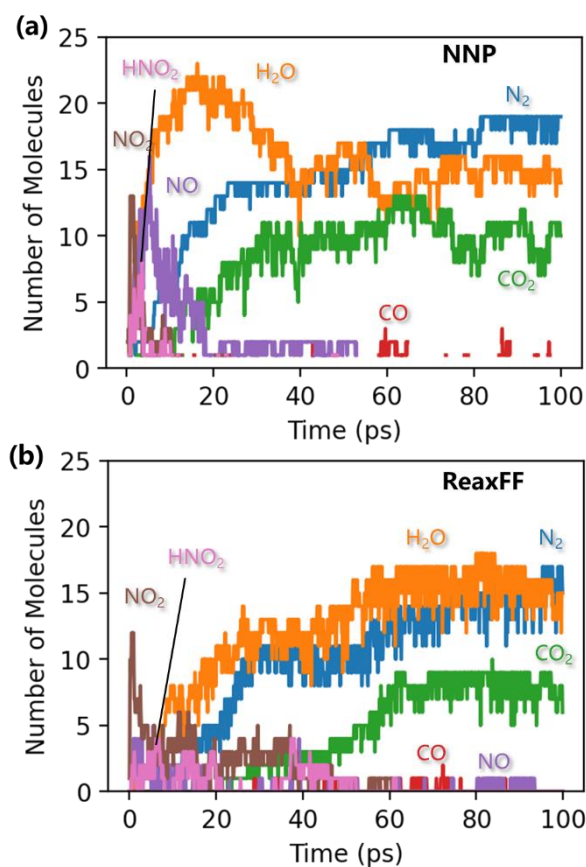 (a)
NNP
HNO₂
H₂O
N₂
NO₂
NO
CO₂
CO
Number of Molecules
25
20
15
10
5
0
0 20 40 60 80 100
Time (ps)
(b)
ReaxFF
HNO₂
H₂O
N₂
NO₂
CO₂
CO
NO
Number of Molecules
25
20
15
10
5
0
0 20 40 60 80 100
Time (ps)